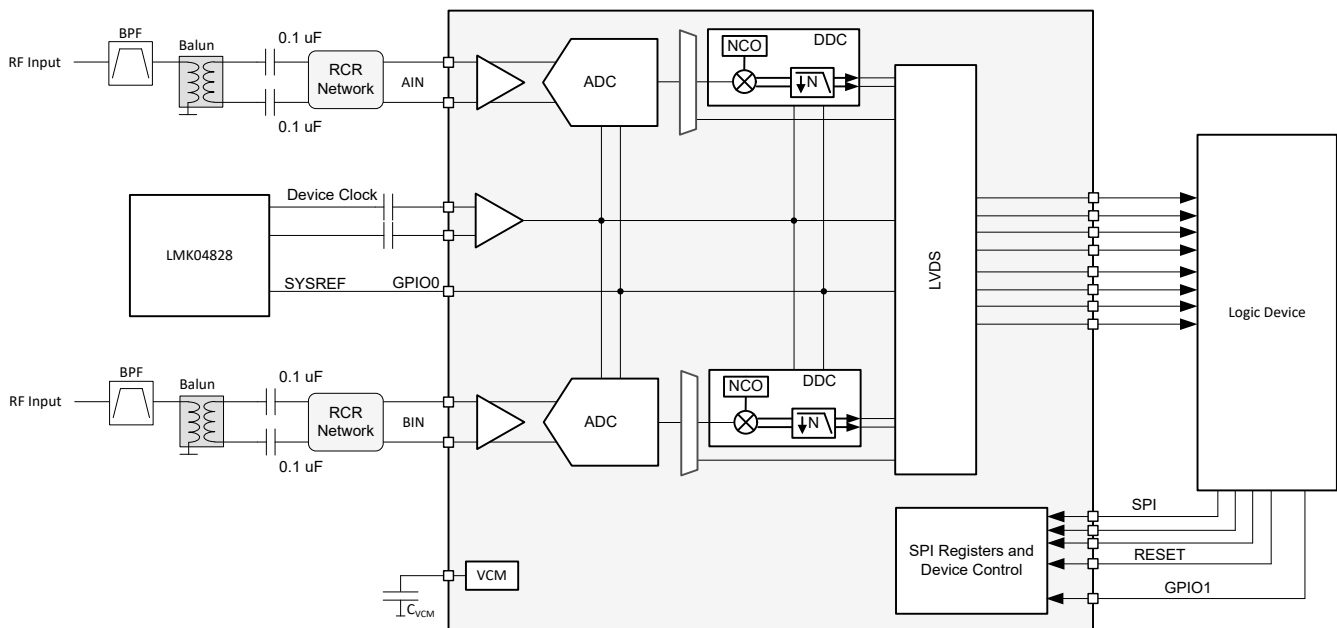 BPF
RF Input
Balun
0.1 uF
0.1 uF
RCR
Network
AIN
ADC
NCO
DDC
N
LMK04828
Device Clock
SYSREF
GPIO0
LVDS
Logic Device
BPF
RF Input
Balun
0.1 uF
0.1 uF
RCR
Network
BIN
ADC
NCO
DDC
N
SPI Registers and
Device Control
SPI
RESET
GPIO1
VCM
CVCM